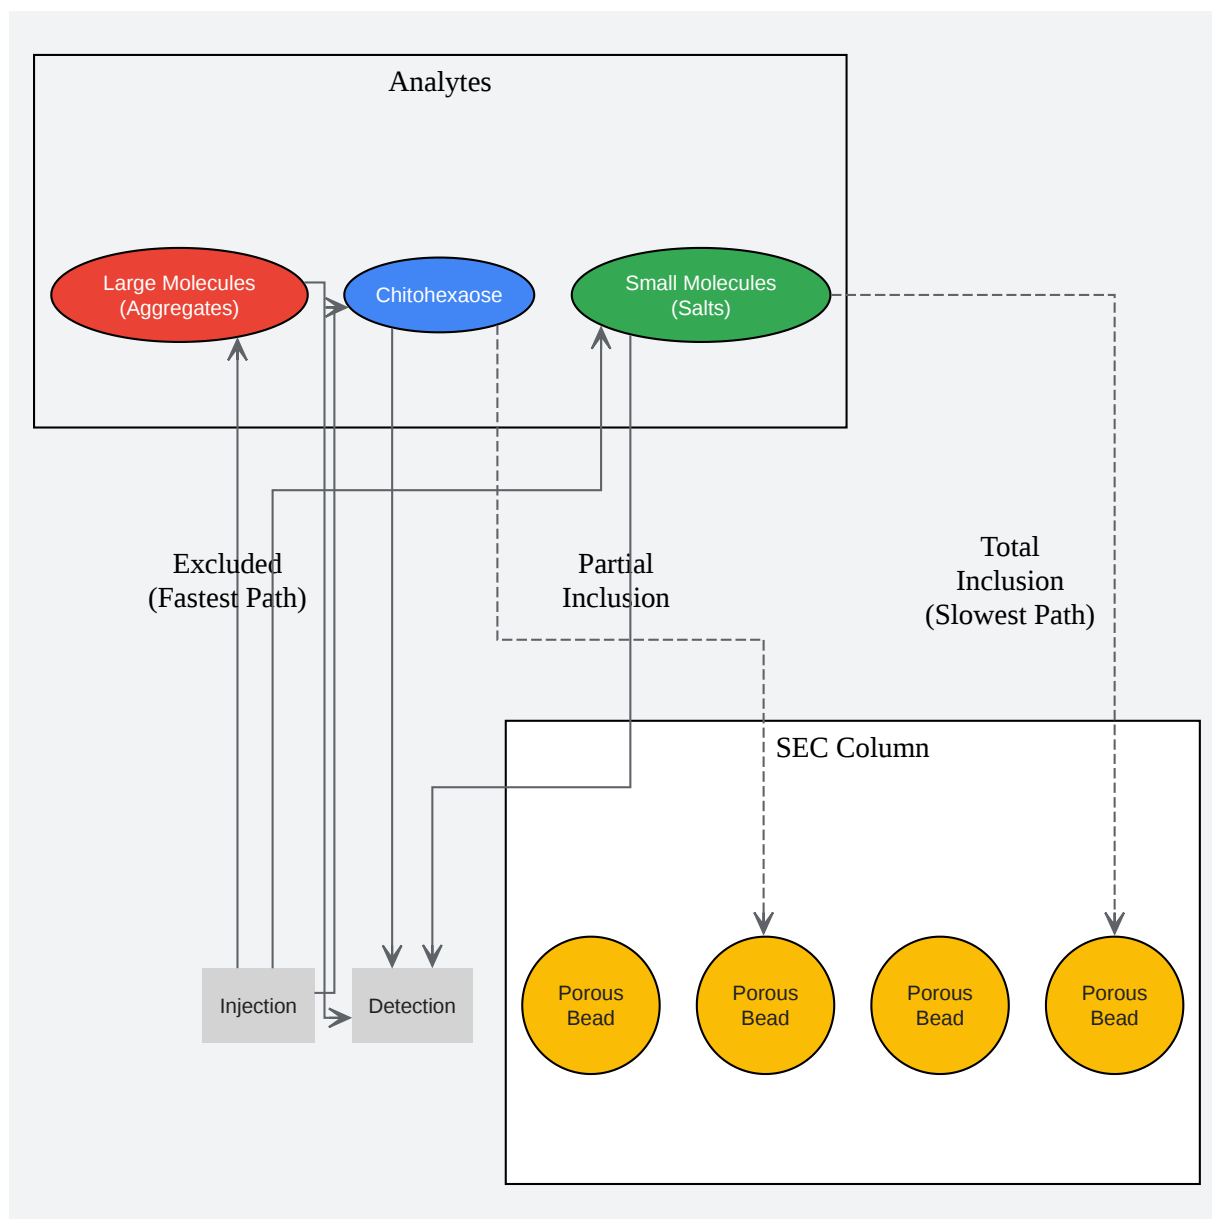 Analytes
Large Molecules
(Aggregates)
Chitohexaose
Small Molecules
(Salts)
Excluded
(Fastest Path)
Partial
Inclusion
Total
Inclusion
(Slowest Path)
SEC Column
Injection
Detection
Porous
Bead
Porous
Bead
Porous
Bead
Porous
Bead